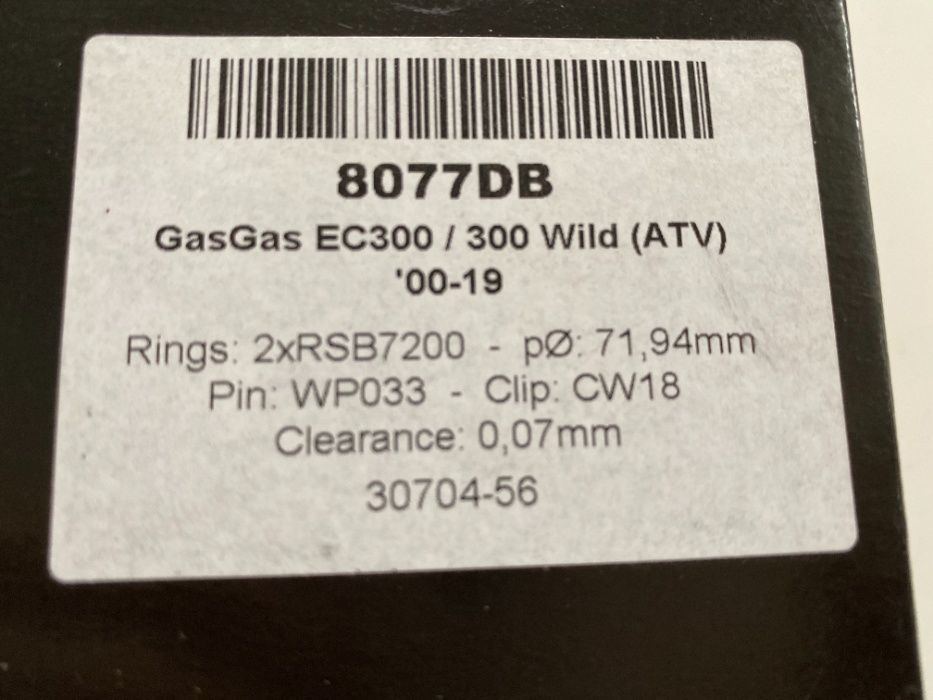 8077DB
GasGas EC300 / 300 Wild (ATV)
'00-19
Rings: 2xRSB7200 - pØ: 71,94mm
Pin: WP033 - Clip: CW18
Clearance: 0,07mm
30704-56